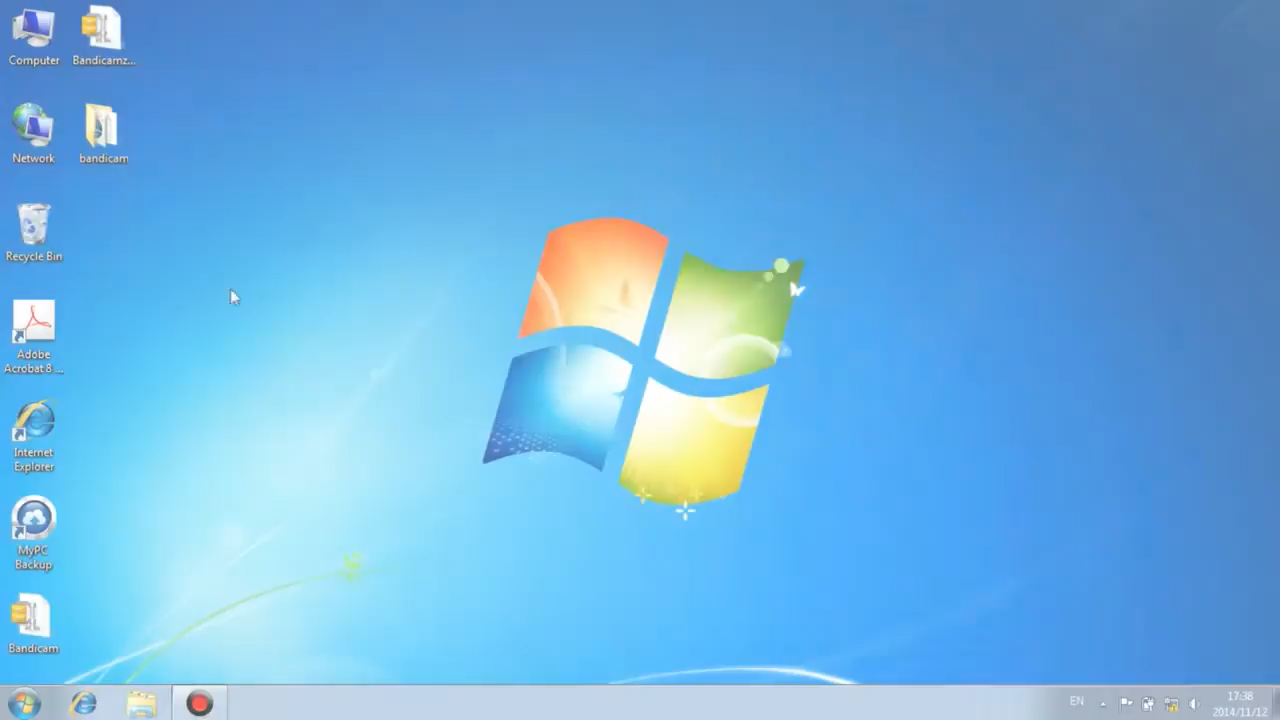 Computer
Bandicamz...
Network
bandicam
Recycle Bin
Adobe
Acrobat 8 ...
Internet
Explorer
MyPC
Backup
Bandicam
EN
17:38
2014/11/12